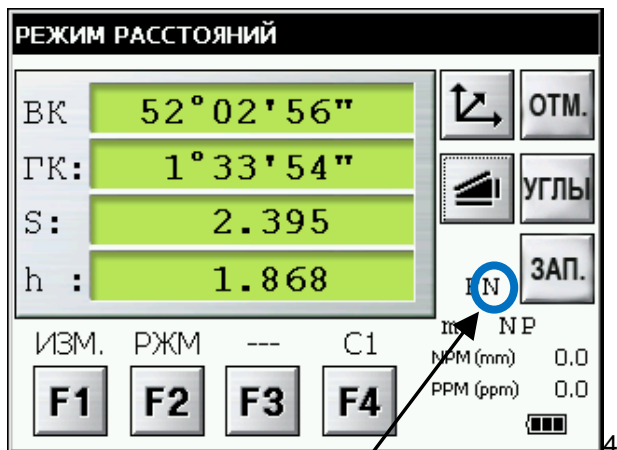 РЕЖИМ РАССТОЯНИЙ
ВК 52°02'56"
ГК: 1°33'54"
S: 2.395
h : 1.868
ОТМ.
УГЛЫ
ЗАП.
N
m NP
NPM (mm) 0.0
PPM (ppm) 0.0
ИЗМ. РЖМ --- C1
F1 F2 F3 F4
4